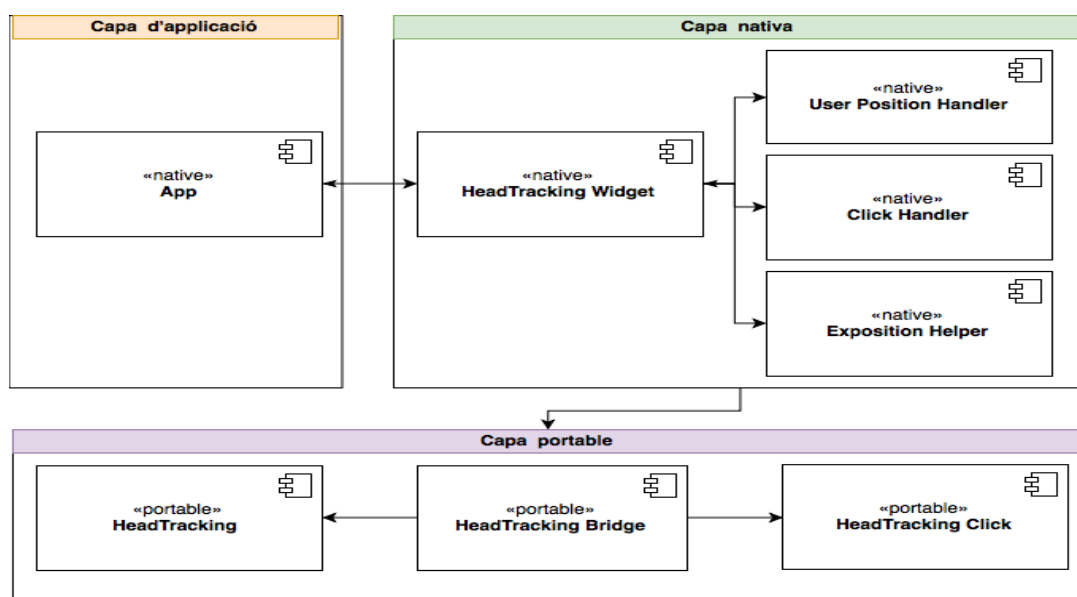 Capa d'applicació
«native»
App
Capa nativa
«native»
HeadTracking Widget
«native»
User Position Handler
«native»
Click Handler
«native»
Exposition Helper
Capa portable
«portable»
HeadTracking
«portable»
HeadTracking Bridge
«portable»
HeadTracking Click